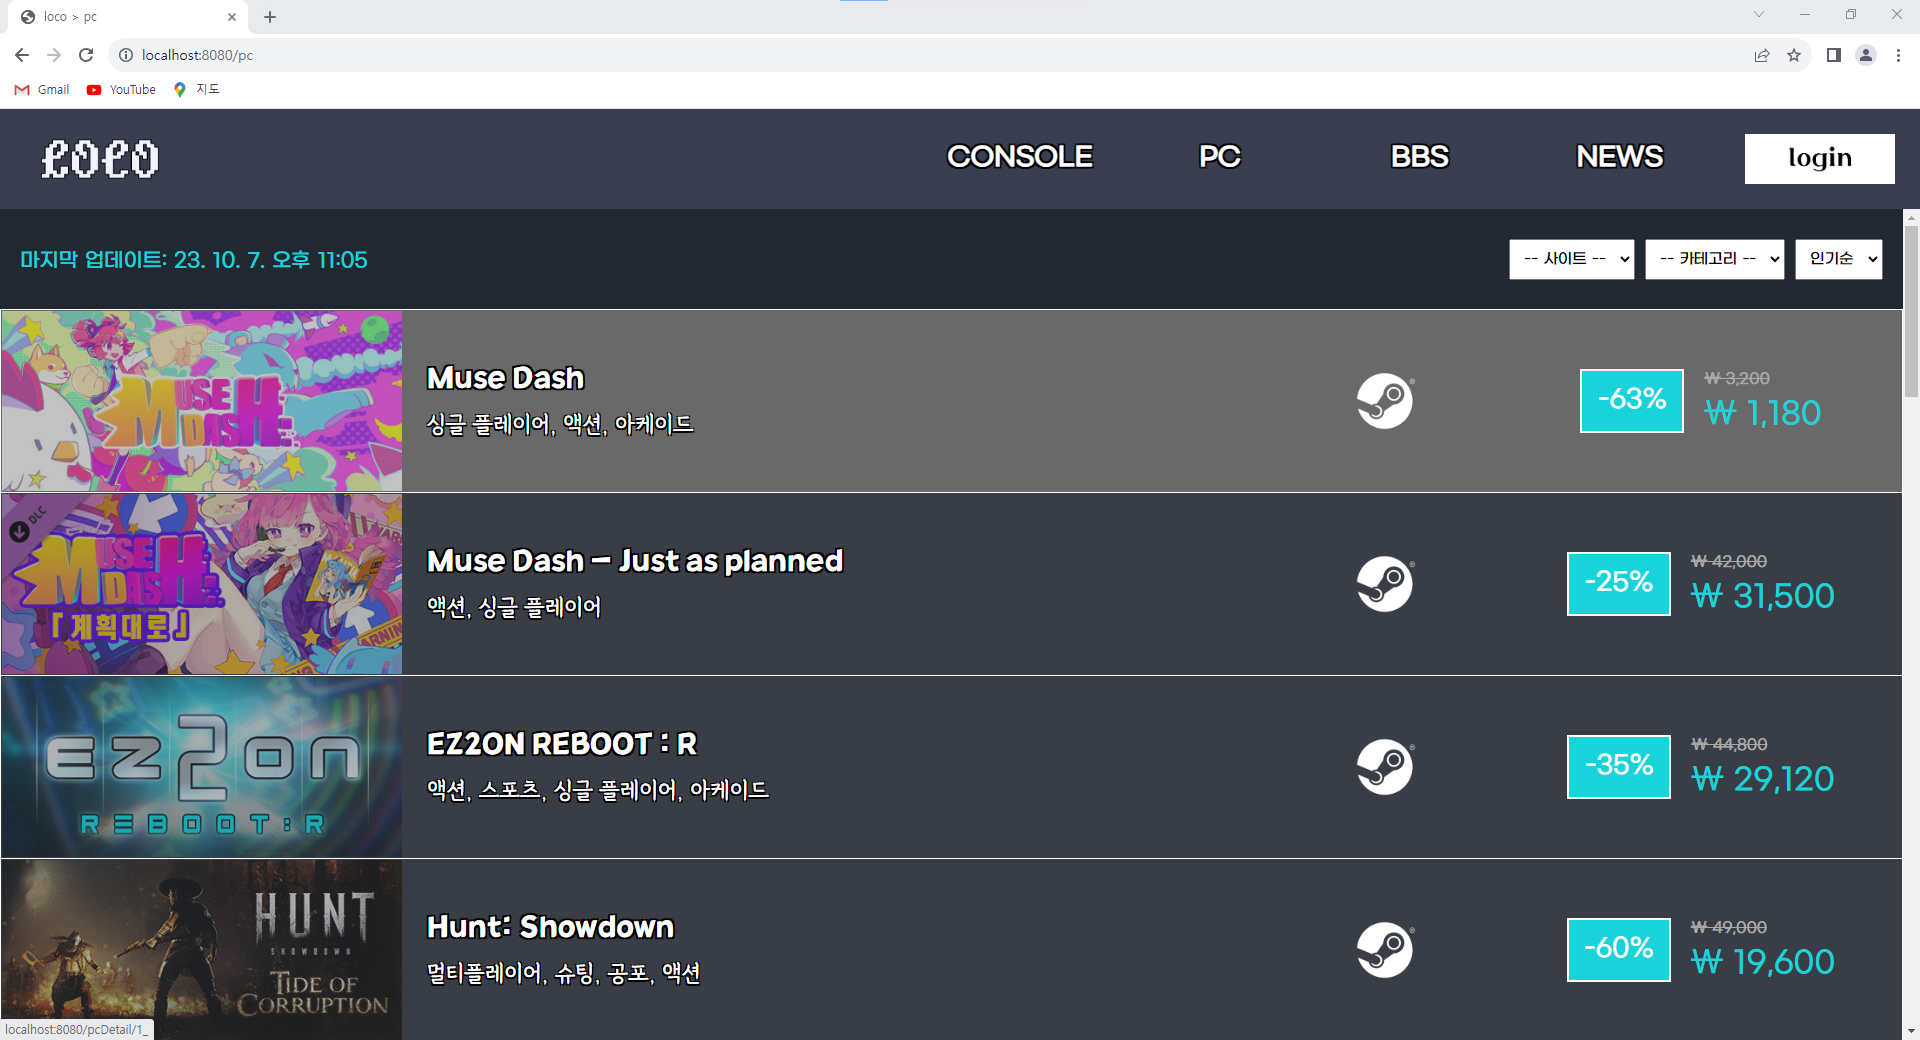 loco > pc
localhost:8080/pc
Gmail YouTube 지도
LOCO CONSOLE PC BBS NEWS login
마지막 업데이트: 23. 10. 7. 오후 11:05 -- 사이트 -- -- 카테고리 -- 인기순
MUSE DASH
Muse Dash
싱글 플레이어, 액션, 아케이드
-63%
₩ 3,200
₩ 1,180
DLC
MUSE DASH
「계획대로」
Muse Dash – Just as planned
액션, 싱글 플레이어
-25%
₩ 42,000
₩ 31,500
EZ2ON
REBOOT:R
EZ2ON REBOOT : R
액션, 스포츠, 싱글 플레이어, 아케이드
-35%
₩ 44,800
₩ 29,120
HUNT
SHOWDOWN
TIDE OF
CORRUPTION
Hunt: Showdown
멀티플레이어, 슈팅, 공포, 액션
-60%
₩ 49,000
₩ 19,600
localhost:8080/pcDetail/1_